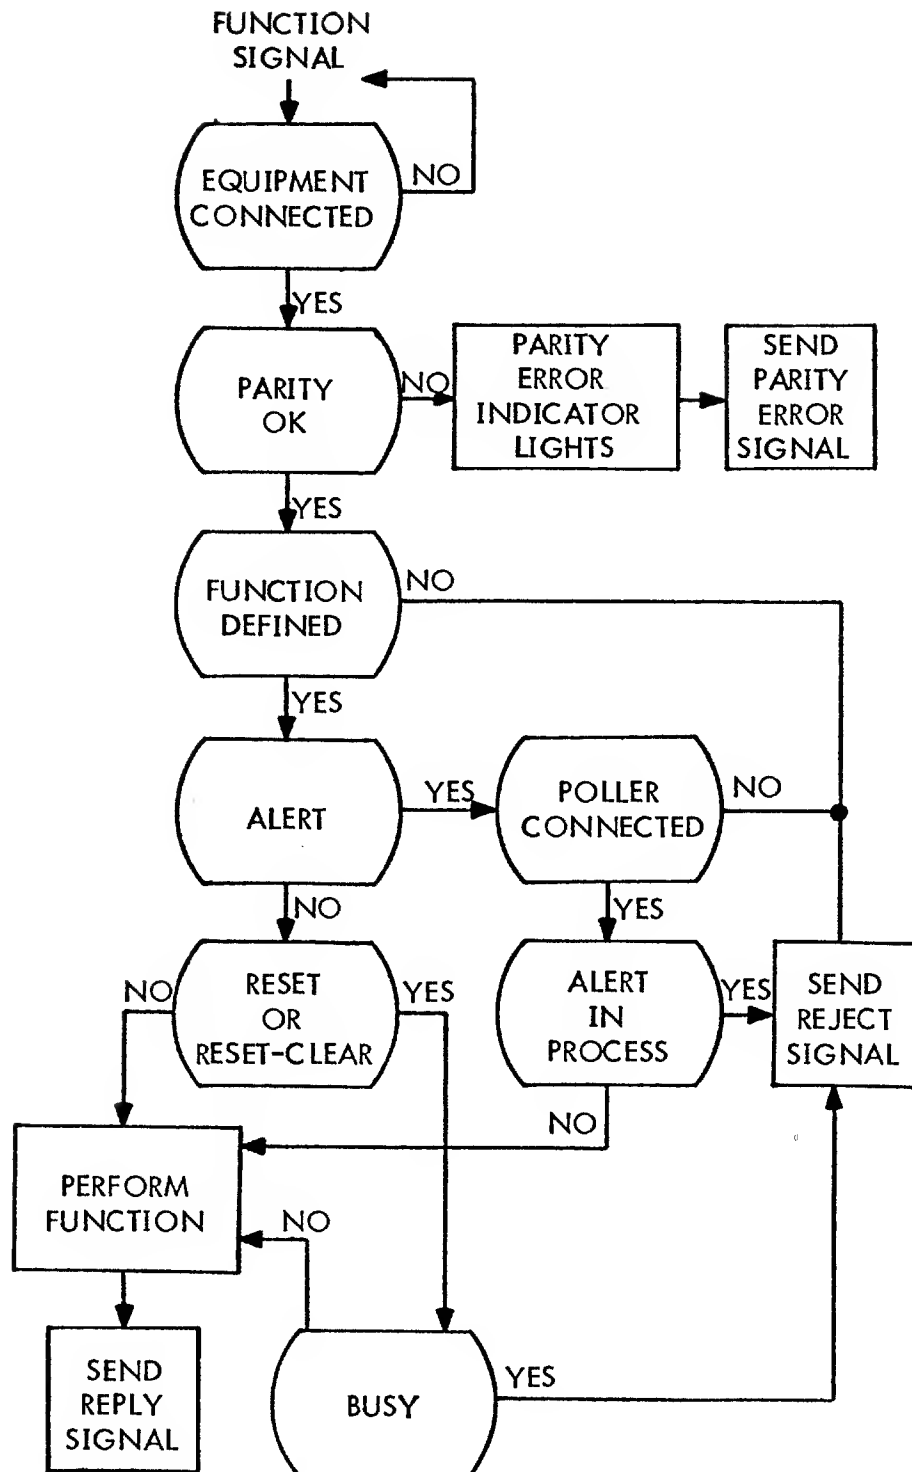 FUNCTION
SIGNAL
EQUIPMENT
CONNECTED
NO
YES
PARITY
OK
NO
PARITY
ERROR
INDICATOR
LIGHTS
SEND
PARITY
ERROR
SIGNAL
YES
FUNCTION
DEFINED
NO
YES
ALERT
YES
POLLER
CONNECTED
NO
NO
YES
NO
RESET
OR
RESET-CLEAR
YES
ALERT
IN
PROCESS
YES
SEND
REJECT
SIGNAL
NO
PERFORM
FUNCTION
NO
SEND
REPLY
SIGNAL
BUSY
YES